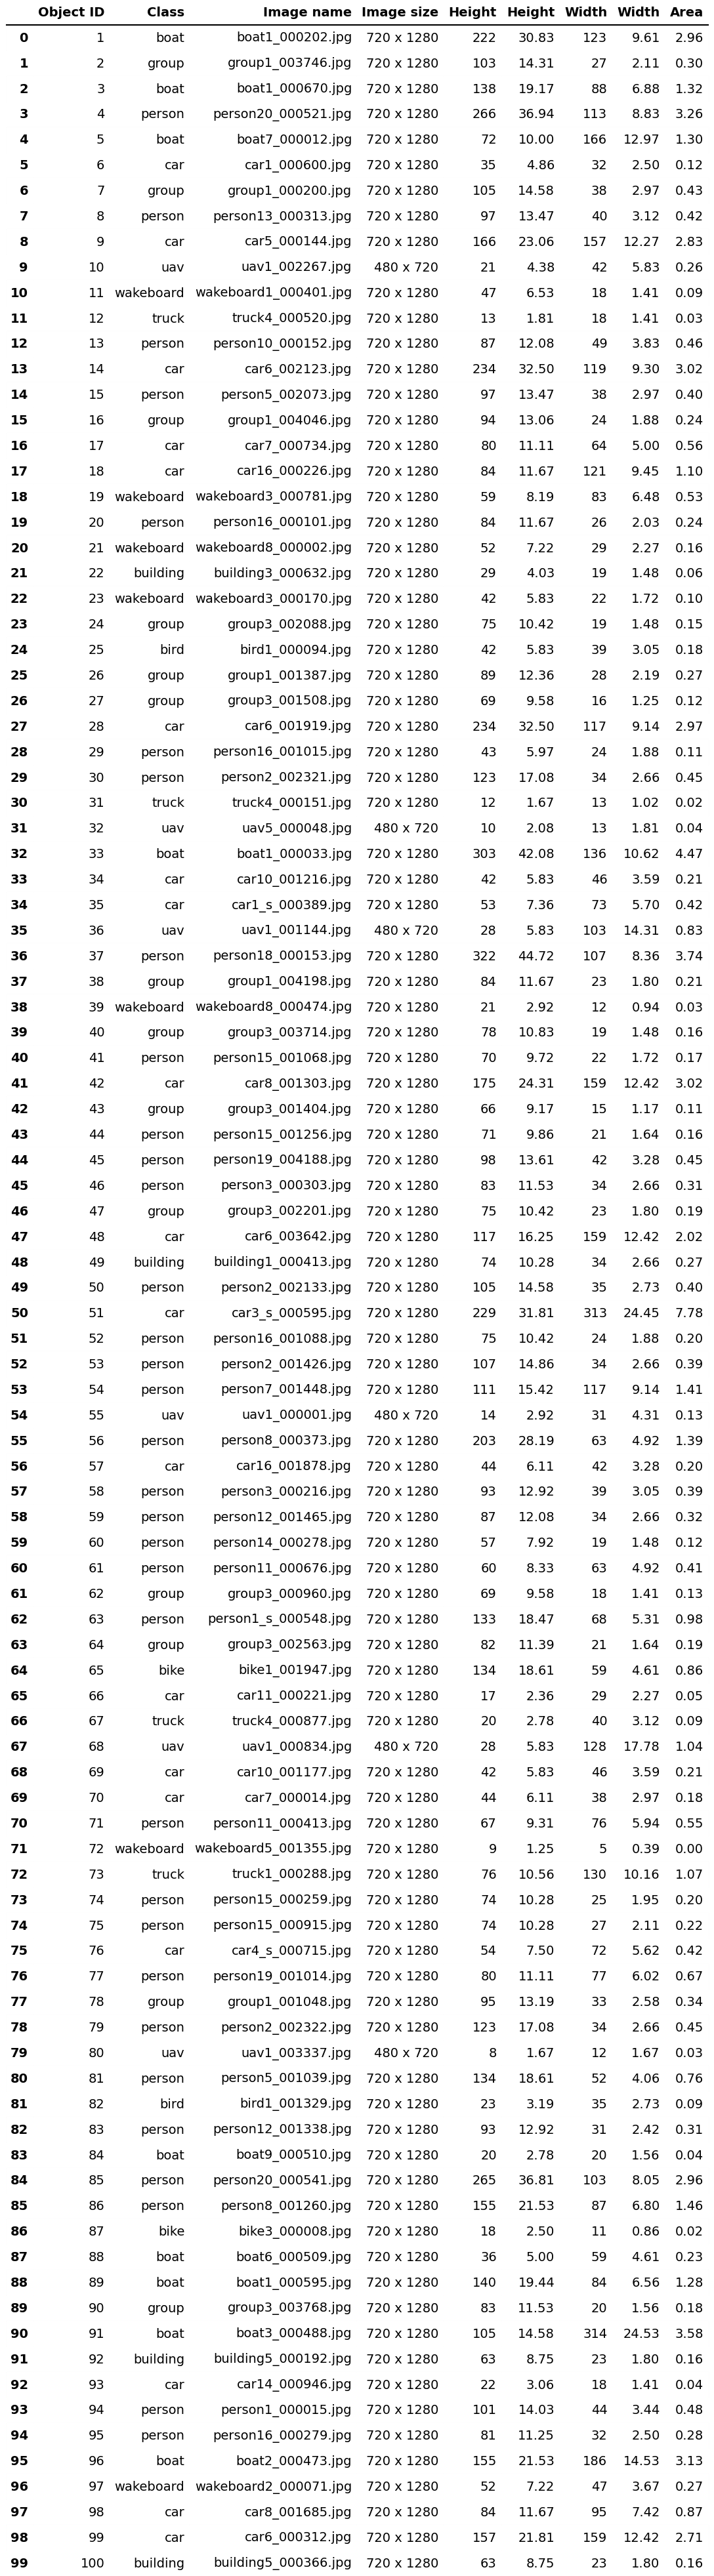 Object ID Class Image name Image size Height Height Width Width Area
0 1 boat boat1_000202.jpg 720 x 1280 222 30.83 123 9.61 2.96
1 2 group group1_003746.jpg 720 x 1280 103 14.31 27 2.11 0.30
2 3 boat boat1_000670.jpg 720 x 1280 138 19.17 88 6.88 1.32
3 4 person person20_000521.jpg 720 x 1280 266 36.94 113 8.83 3.26
4 5 boat boat7_000012.jpg 720 x 1280 72 10.00 166 12.97 1.30
5 6 car car1_000600.jpg 720 x 1280 35 4.86 32 2.50 0.12
6 7 group group1_000200.jpg 720 x 1280 105 14.58 38 2.97 0.43
7 8 person person13_000313.jpg 720 x 1280 97 13.47 40 3.12 0.42
8 9 car car5_000144.jpg 720 x 1280 166 23.06 157 12.27 2.83
9 10 uav uav1_002267.jpg 480 x 720 21 4.38 42 5.83 0.26
10 11 wakeboard wakeboard1_000401.jpg 720 x 1280 47 6.53 18 1.41 0.09
11 12 truck truck4_000520.jpg 720 x 1280 13 1.81 18 1.41 0.03
12 13 person person10_000152.jpg 720 x 1280 87 12.08 49 3.83 0.46
13 14 car car6_002123.jpg 720 x 1280 234 32.50 119 9.30 3.02
14 15 person person5_002073.jpg 720 x 1280 97 13.47 38 2.97 0.40
15 16 group group1_004046.jpg 720 x 1280 94 13.06 24 1.88 0.24
16 17 car car7_000734.jpg 720 x 1280 80 11.11 64 5.00 0.56
17 18 car car16_000226.jpg 720 x 1280 84 11.67 121 9.45 1.10
18 19 wakeboard wakeboard3_000781.jpg 720 x 1280 59 8.19 83 6.48 0.53
19 20 person person16_000101.jpg 720 x 1280 84 11.67 26 2.03 0.24
20 21 wakeboard wakeboard8_000002.jpg 720 x 1280 52 7.22 29 2.27 0.16
21 22 building building3_000632.jpg 720 x 1280 29 4.03 19 1.48 0.06
22 23 wakeboard wakeboard3_000170.jpg 720 x 1280 42 5.83 22 1.72 0.10
23 24 group group3_002088.jpg 720 x 1280 75 10.42 19 1.48 0.15
24 25 bird bird1_000094.jpg 720 x 1280 42 5.83 39 3.05 0.18
25 26 group group1_001387.jpg 720 x 1280 89 12.36 28 2.19 0.27
26 27 group group3_001508.jpg 720 x 1280 69 9.58 16 1.25 0.12
27 28 car car6_001919.jpg 720 x 1280 234 32.50 117 9.14 2.97
28 29 person person16_001015.jpg 720 x 1280 43 5.97 24 1.88 0.11
29 30 person person2_002321.jpg 720 x 1280 123 17.08 34 2.66 0.45
30 31 truck truck4_000151.jpg 720 x 1280 12 1.67 13 1.02 0.02
31 32 uav uav5_000048.jpg 480 x 720 10 2.08 13 1.81 0.04
32 33 boat boat1_000033.jpg 720 x 1280 303 42.08 136 10.62 4.47
33 34 car car10_001216.jpg 720 x 1280 42 5.83 46 3.59 0.21
34 35 car car1_s_000389.jpg 720 x 1280 53 7.36 73 5.70 0.42
35 36 uav uav1_001144.jpg 480 x 720 28 5.83 103 14.31 0.83
36 37 person person18_000153.jpg 720 x 1280 322 44.72 107 8.36 3.74
37 38 group group1_004198.jpg 720 x 1280 84 11.67 23 1.80 0.21
38 39 wakeboard wakeboard8_000474.jpg 720 x 1280 21 2.92 12 0.94 0.03
39 40 group group3_003714.jpg 720 x 1280 78 10.83 19 1.48 0.16
40 41 person person15_001068.jpg 720 x 1280 70 9.72 22 1.72 0.17
41 42 car car8_001303.jpg 720 x 1280 175 24.31 159 12.42 3.02
42 43 group group3_001404.jpg 720 x 1280 66 9.17 15 1.17 0.11
43 44 person person15_001256.jpg 720 x 1280 71 9.86 21 1.64 0.16
44 45 person person19_004188.jpg 720 x 1280 98 13.61 42 3.28 0.45
45 46 person person3_000303.jpg 720 x 1280 83 11.53 34 2.66 0.31
46 47 group group3_002201.jpg 720 x 1280 75 10.42 23 1.80 0.19
47 48 car car6_003642.jpg 720 x 1280 117 16.25 159 12.42 2.02
48 49 building building1_000413.jpg 720 x 1280 74 10.28 34 2.66 0.27
49 50 person person2_002133.jpg 720 x 1280 105 14.58 35 2.73 0.40
50 51 car car3_s_000595.jpg 720 x 1280 229 31.81 313 24.45 7.78
51 52 person person16_001088.jpg 720 x 1280 75 10.42 24 1.88 0.20
52 53 person person2_001426.jpg 720 x 1280 107 14.86 34 2.66 0.39
53 54 person person7_001448.jpg 720 x 1280 111 15.42 117 9.14 1.41
54 55 uav uav1_000001.jpg 480 x 720 14 2.92 31 4.31 0.13
55 56 person person8_000373.jpg 720 x 1280 203 28.19 63 4.92 1.39
56 57 car car16_001878.jpg 720 x 1280 44 6.11 42 3.28 0.20
57 58 person person3_000216.jpg 720 x 1280 93 12.92 39 3.05 0.39
58 59 person person12_001465.jpg 720 x 1280 87 12.08 34 2.66 0.32
59 60 person person14_000278.jpg 720 x 1280 57 7.92 19 1.48 0.12
60 61 person person11_000676.jpg 720 x 1280 60 8.33 63 4.92 0.41
61 62 group group3_000960.jpg 720 x 1280 69 9.58 18 1.41 0.13
62 63 person person1_s_000548.jpg 720 x 1280 133 18.47 68 5.31 0.98
63 64 group group3_002563.jpg 720 x 1280 82 11.39 21 1.64 0.19
64 65 bike bike1_001947.jpg 720 x 1280 134 18.61 59 4.61 0.86
65 66 car car11_000221.jpg 720 x 1280 17 2.36 29 2.27 0.05
66 67 truck truck4_000877.jpg 720 x 1280 20 2.78 40 3.12 0.09
67 68 uav uav1_000834.jpg 480 x 720 28 5.83 128 17.78 1.04
68 69 car car10_001177.jpg 720 x 1280 42 5.83 46 3.59 0.21
69 70 car car7_000014.jpg 720 x 1280 44 6.11 38 2.97 0.18
70 71 person person11_000413.jpg 720 x 1280 67 9.31 76 5.94 0.55
71 72 wakeboard wakeboard5_001355.jpg 720 x 1280 9 1.25 5 0.39 0.00
72 73 truck truck1_000288.jpg 720 x 1280 76 10.56 130 10.16 1.07
73 74 person person15_000259.jpg 720 x 1280 74 10.28 25 1.95 0.20
74 75 person person15_000915.jpg 720 x 1280 74 10.28 27 2.11 0.22
75 76 car car4_s_000715.jpg 720 x 1280 54 7.50 72 5.62 0.42
76 77 person person19_001014.jpg 720 x 1280 80 11.11 77 6.02 0.67
77 78 group group1_001048.jpg 720 x 1280 95 13.19 33 2.58 0.34
78 79 person person2_002322.jpg 720 x 1280 123 17.08 34 2.66 0.45
79 80 uav uav1_003337.jpg 480 x 720 8 1.67 12 1.67 0.03
80 81 person person5_001039.jpg 720 x 1280 134 18.61 52 4.06 0.76
81 82 bird bird1_001329.jpg 720 x 1280 23 3.19 35 2.73 0.09
82 83 person person12_001338.jpg 720 x 1280 93 12.92 31 2.42 0.31
83 84 boat boat9_000510.jpg 720 x 1280 20 2.78 20 1.56 0.04
84 85 person person20_000541.jpg 720 x 1280 265 36.81 103 8.05 2.96
85 86 person person8_001260.jpg 720 x 1280 155 21.53 87 6.80 1.46
86 87 bike bike3_000008.jpg 720 x 1280 18 2.50 11 0.86 0.02
87 88 boat boat6_000509.jpg 720 x 1280 36 5.00 59 4.61 0.23
88 89 boat boat1_000595.jpg 720 x 1280 140 19.44 84 6.56 1.28
89 90 group group3_003768.jpg 720 x 1280 83 11.53 20 1.56 0.18
90 91 boat boat3_000488.jpg 720 x 1280 105 14.58 314 24.53 3.58
91 92 building building5_000192.jpg 720 x 1280 63 8.75 23 1.80 0.16
92 93 car car14_000946.jpg 720 x 1280 22 3.06 18 1.41 0.04
93 94 person person1_000015.jpg 720 x 1280 101 14.03 44 3.44 0.48
94 95 person person16_000279.jpg 720 x 1280 81 11.25 32 2.50 0.28
95 96 boat boat2_000473.jpg 720 x 1280 155 21.53 186 14.53 3.13
96 97 wakeboard wakeboard2_000071.jpg 720 x 1280 52 7.22 47 3.67 0.27
97 98 car car8_001685.jpg 720 x 1280 84 11.67 95 7.42 0.87
98 99 car car6_000312.jpg 720 x 1280 157 21.81 159 12.42 2.71
99 100 building building5_000366.jpg 720 x 1280 63 8.75 23 1.80 0.16